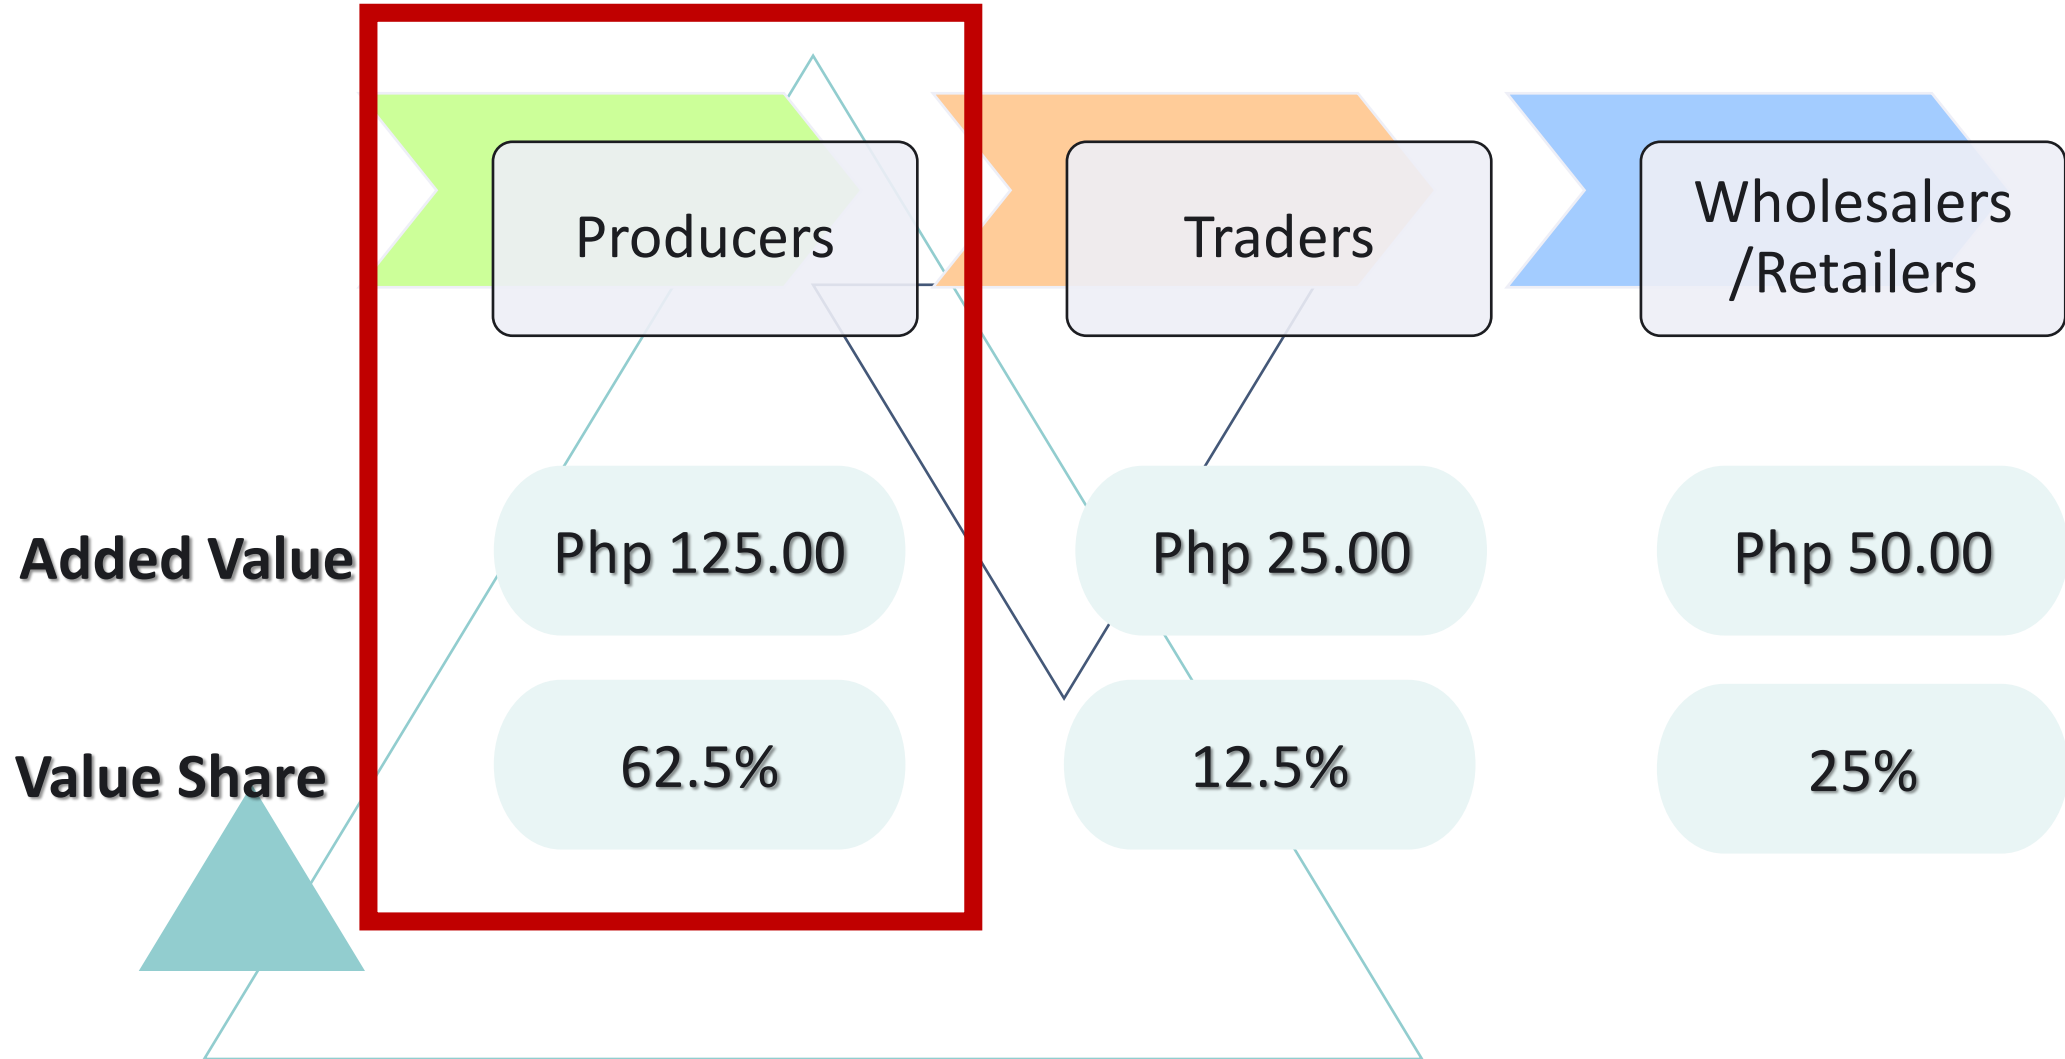 Producers
Traders
Wholesalers
/Retailers
Added Value
Php 125.00
Php 25.00
Php 50.00
Value Share
62.5%
12.5%
25%